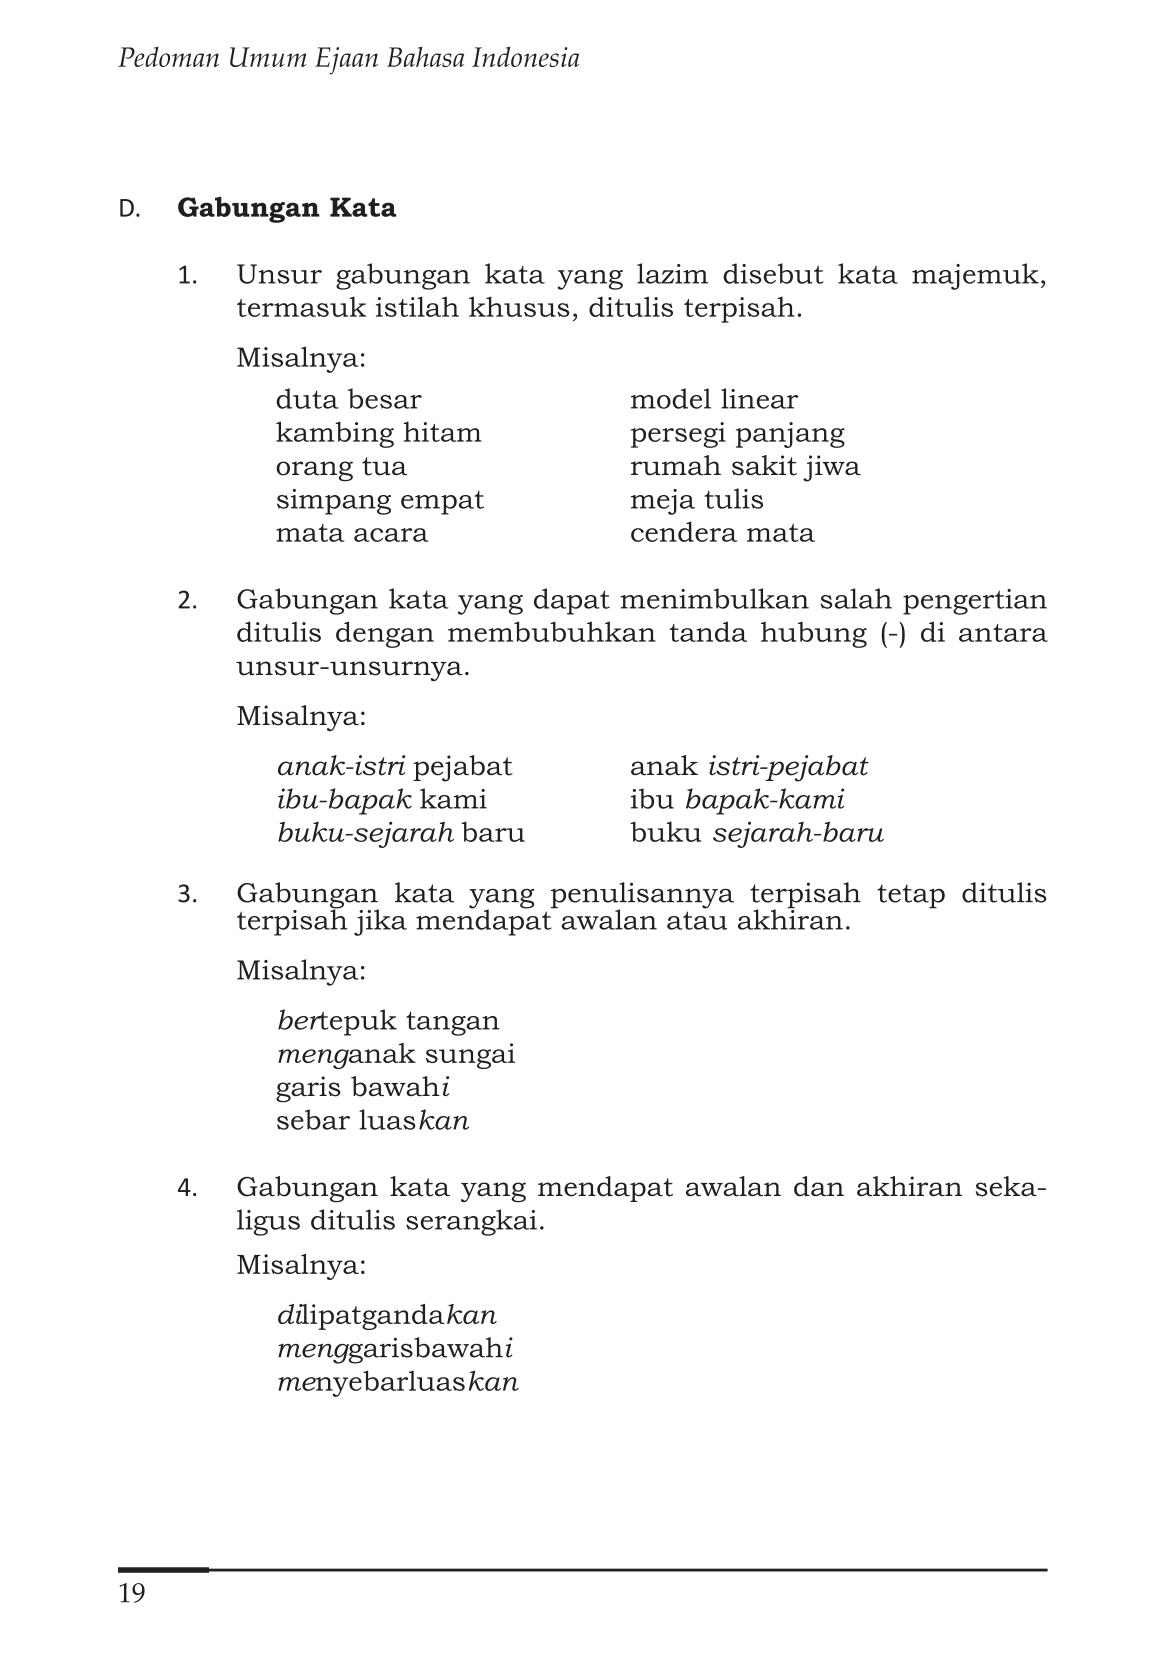 Pedoman Umum Ejaan Bahasa Indonesia
D. Gabungan Kata
1. Unsur gabungan kata yang lazim disebut kata majemuk,
termasuk istilah khusus, ditulis terpisah.
Misalnya:
duta besar model linear
kambing hitam persegi panjang
orang tua rumah sakit jiwa
simpang empat meja tulis
mata acara cendera mata
2. Gabungan kata yang dapat menimbulkan salah pengertian
ditulis dengan membubuhkan tanda hubung (-) di antara
unsur-unsurnya.
Misalnya:
anak-istri pejabat anak istri-pejabat
ibu-bapak kami ibu bapak-kami
buku-sejarah baru buku sejarah-baru
3. Gabungan kata yang penulisannya terpisah tetap ditulis
terpisah jika mendapat awalan atau akhiran.
Misalnya:
bertepuk tangan
menganak sungai
garis bawahi
sebar luaskan
4. Gabungan kata yang mendapat awalan dan akhiran seka-
ligus ditulis serangkai.
Misalnya:
dilipatgandakan
menggarisbawahi
menyebarluaskan
19